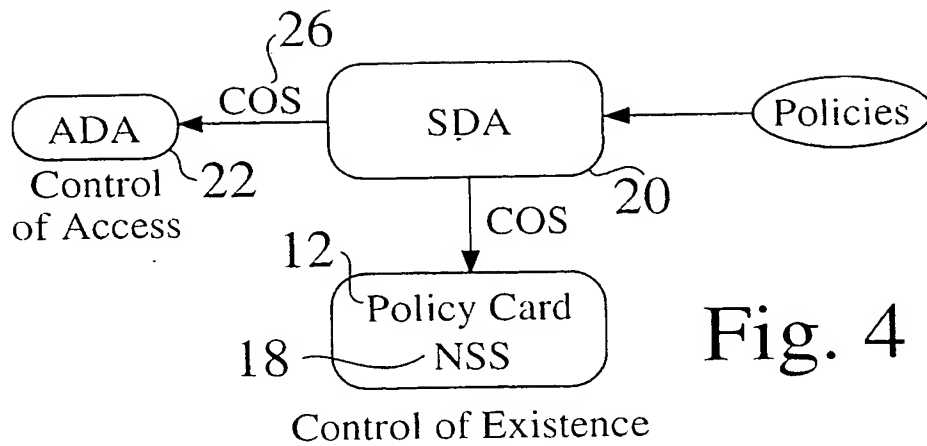 26
COS
ADA
SDA
Policies
22
Control
of Access
20
COS
12
Policy Card
18
NSS
Fig. 4
Control of Existence